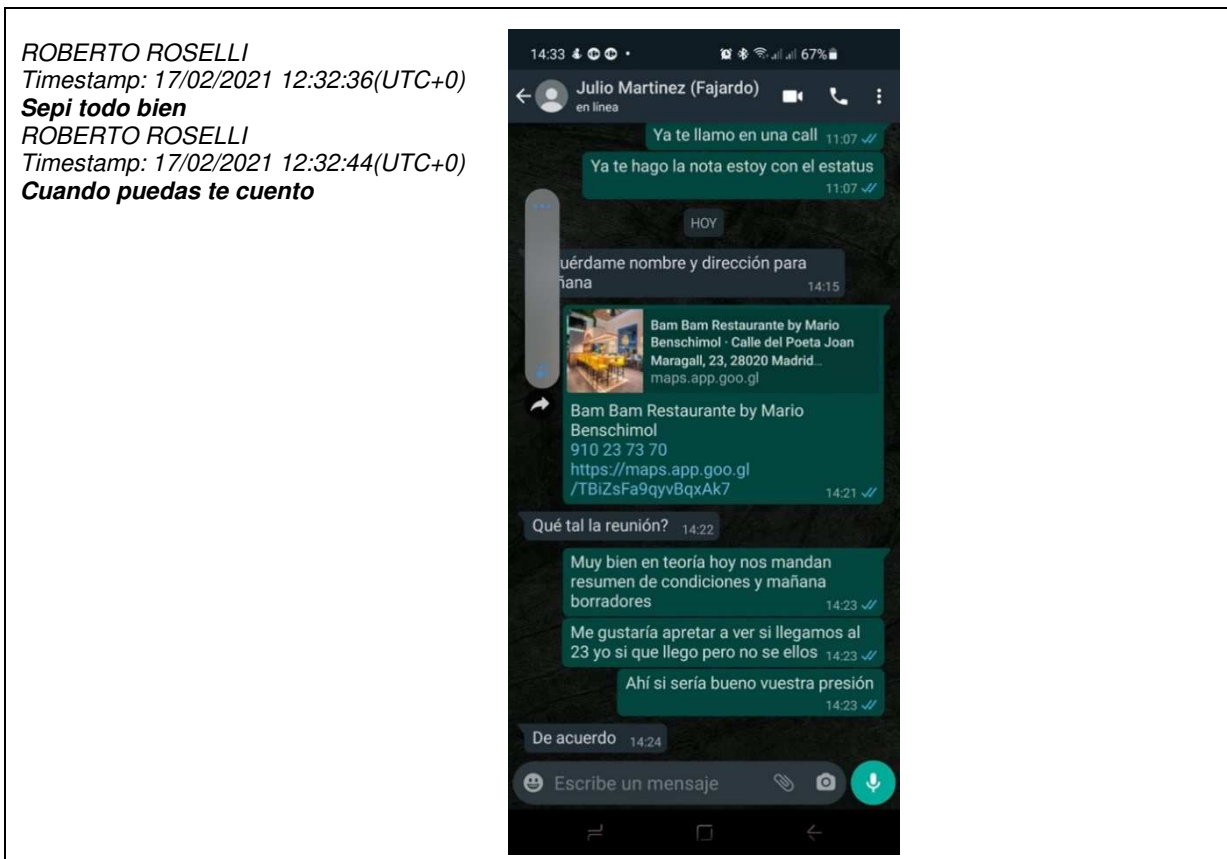 ROBERTO ROSELLI
Timestamp: 17/02/2021 12:32:36(UTC+0)
Sepi todo bien
ROBERTO ROSELLI
Timestamp: 17/02/2021 12:32:44(UTC+0)
Cuando puedas te cuento
14:33
67%
Julio Martinez (Fajardo)
en línea
Ya te llamo en una call 11:07
Ya te hago la nota estoy con el estatus
11:07
HOY
uérdame nombre y dirección para
ñana
14:15
Bam Bam Restaurante by Mario
Benschimol · Calle del Poeta Joan
Maragall, 23, 28020 Madrid...
maps.app.goo.gl
Bam Bam Restaurante by Mario
Benschimol
910 23 73 70
https://maps.app.goo.gl
/TBiZsFa9qyvBqxAk7 14:21
Qué tal la reunión? 14:22
Muy bien en teoría hoy nos mandan
resumen de condiciones y mañana
borradores 14:23
Me gustaría apretar a ver si llegamos al
23 yo si que llego pero no se ellos 14:23
Ahí si sería bueno vuestra presión
14:23
De acuerdo 14:24
Escribe un mensaje